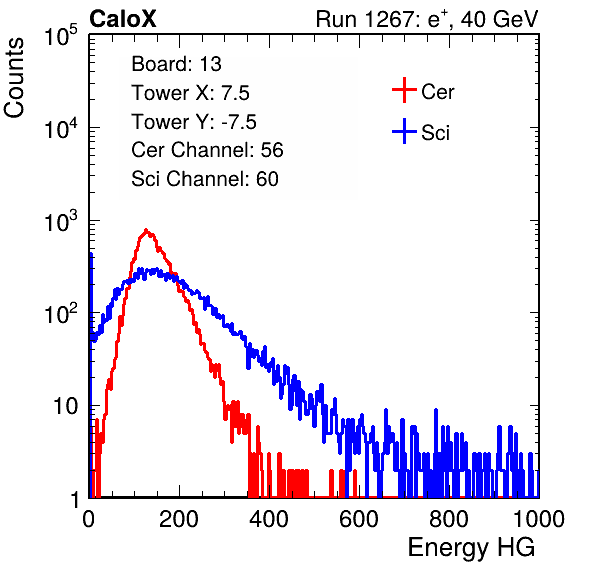 CaloX Run 1267: e+, 40 GeV
Counts
10^5
10^4
10^3
10^2
10
1
Board: 13
Tower X: 7.5
Tower Y: -7.5
Cer Channel: 56
Sci Channel: 60
Cer
Sci
0 200 400 600 800 1000
Energy HG